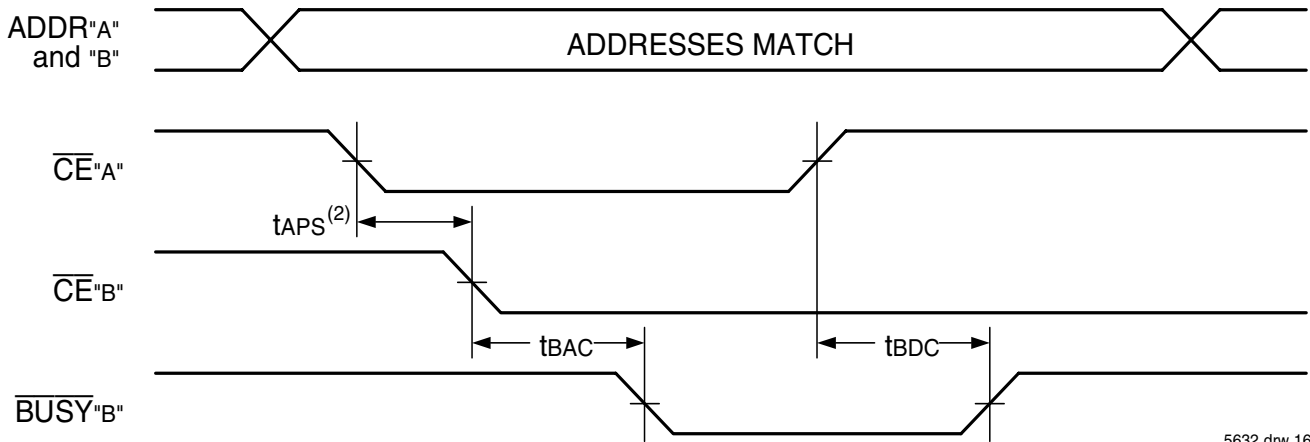 ADDR"A"
and "B"
ADDRESSES MATCH
CE"A"
tAPS(2)
CE"B"
tBAC
tBDC
BUSY"B"
5632 drw 16